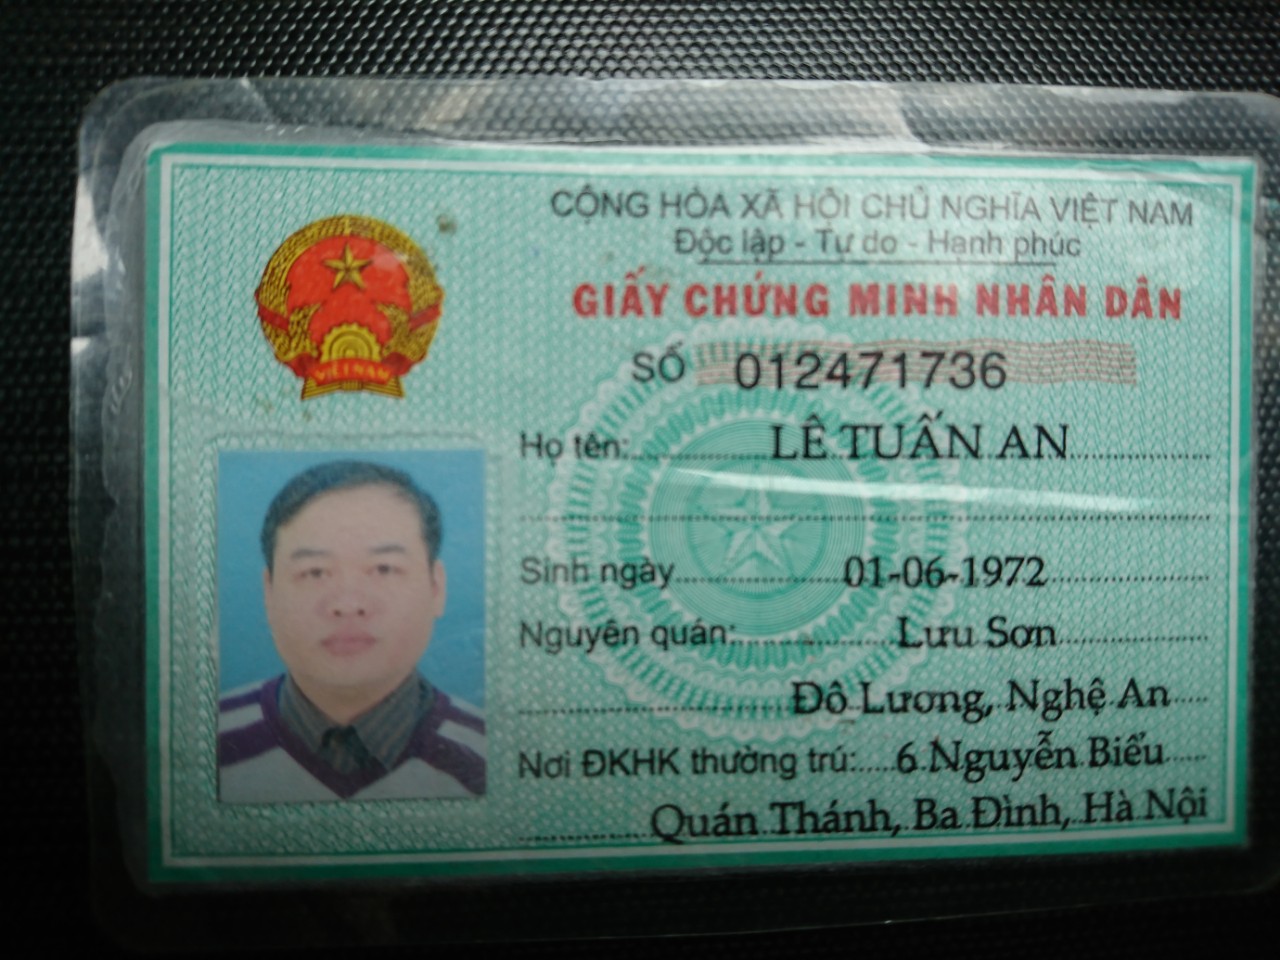 CỘNG HÒA XÃ HỘI CHỦ NGHĨA VIỆT NAM
Độc lập - Tự do - Hạnh phúc
GIẤY CHỨNG MINH NHÂN DÂN
SỐ 012471736
Họ tên: LÊ TUẤN AN
Sinh ngày 01-06-1972
Nguyên quán: Lưu Sơn
Đô Lương, Nghệ An
Nơi ĐKHK thường trú: 6 Nguyễn Biểu
Quán Thánh, Ba Đình, Hà Nội
VIỆT NAM